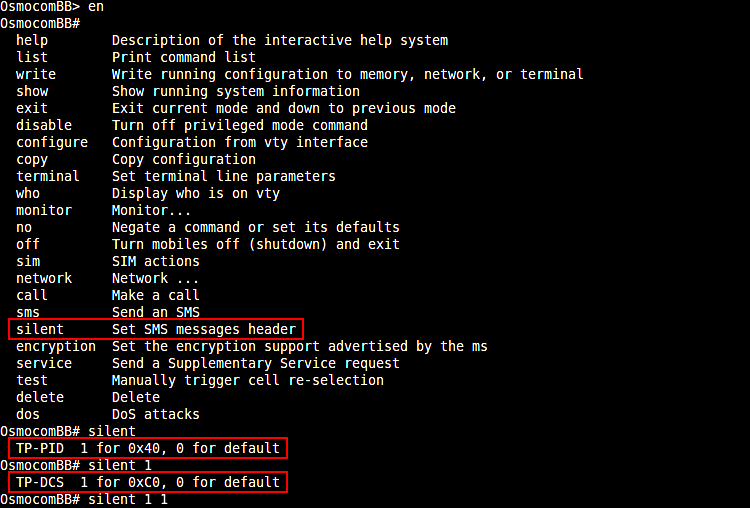 OsmocomBB> en
OsmocomBB#
help Description of the interactive help system
list Print command list
write Write running configuration to memory, network, or terminal
show Show running system information
exit Exit current mode and down to previous mode
disable Turn off privileged mode command
configure Configuration from vty interface
copy Copy configuration
terminal Set terminal line parameters
who Display who is on vty
monitor Monitor...
no Negate a command or set its defaults
off Turn mobiles off (shutdown) and exit
sim SIM actions
network Network ...
call Make a call
sms Send an SMS
silent Set SMS messages header
encryption Set the encryption support advertised by the ms
service Send a Supplementary Service request
test Manually trigger cell re-selection
delete Delete
dos DoS attacks
OsmocomBB# silent
TP-PID 1 for 0x40, 0 for default
OsmocomBB# silent 1
TP-DCS 1 for 0xC0, 0 for default
OsmocomBB# silent 1 1